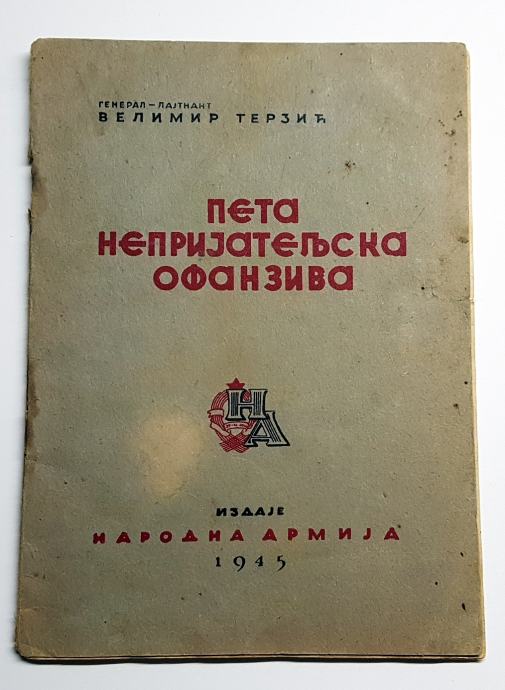 ГЕНЕРАЛ-ЛАЈТНАНТ
ВЕЛИМИР ТЕРЗИЋ
ПЕТА
НЕПРИЈАТЕЉСКА
ОФАНЗИВА
НА
ИЗДАЈЕ
НАРОДНА АРМИЈА
1945